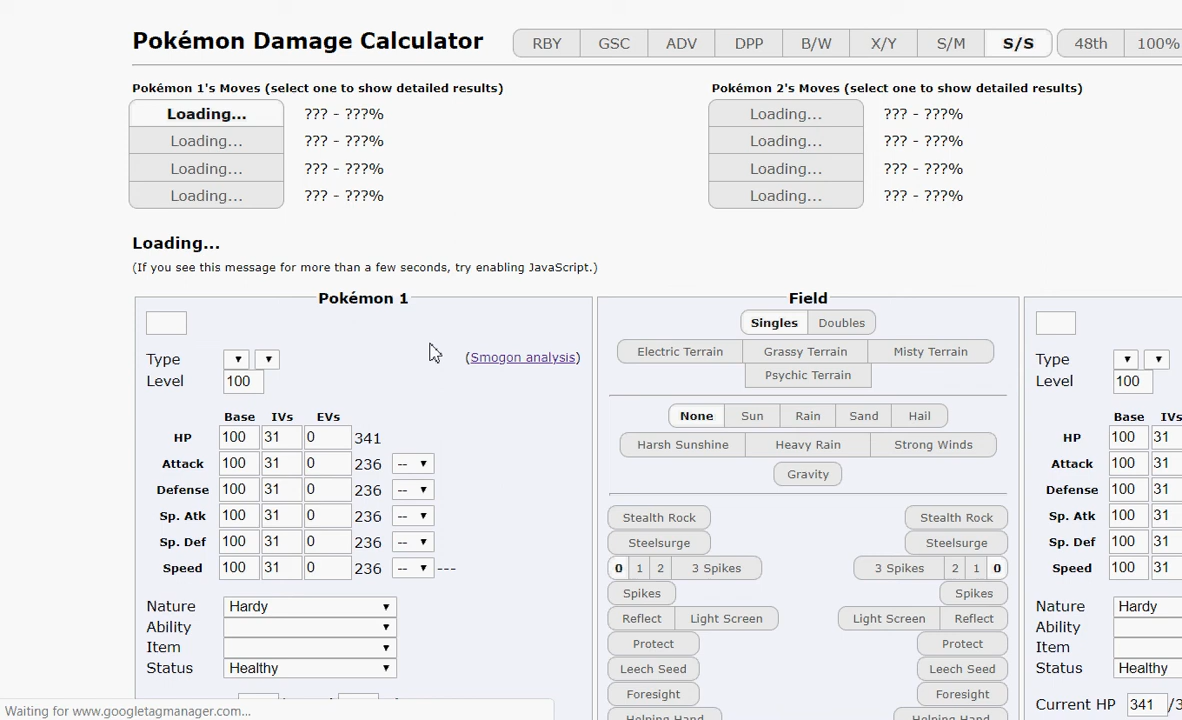 Pokémon Damage Calculator RBY GSC ADV DPP B/W X/Y S/M S/S 48th 100%
Pokémon 1's Moves (select one to show detailed results) Pokémon 2's Moves (select one to show detailed results)
Loading... ??? - ???% Loading... ??? - ???%
Loading... ??? - ???% Loading... ??? - ???%
Loading... ??? - ???% Loading... ??? - ???%
Loading... ??? - ???% Loading... ??? - ???%
Loading...
(If you see this message for more than a few seconds, try enabling JavaScript.)
Pokémon 1 Field
Singles Doubles
Type (Smogon analysis) Electric Terrain Grassy Terrain Misty Terrain Type
Level 100 Psychic Terrain Level 100
Base IVs EVs None Sun Rain Sand Hail Base IVs
HP 100 31 0 341 Harsh Sunshine Heavy Rain Strong Winds HP 100 31
Attack 100 31 0 236 -- Gravity Attack 100 31
Defense 100 31 0 236 -- Defense 100 31
Sp. Atk 100 31 0 236 -- Stealth Rock Stealth Rock Sp. Atk 100 31
Sp. Def 100 31 0 236 -- Steelsurge Steelsurge Sp. Def 100 31
Speed 100 31 0 236 -- --- 0 1 2 3 Spikes 3 Spikes 2 1 0 Speed 100 31
Spikes Spikes
Nature Hardy Reflect Light Screen Light Screen Reflect Nature Hardy
Ability Ability
Item Protect Protect Item
Status Healthy Leech Seed Leech Seed Status Healthy
Foresight Foresight
Current HP 341 /3
Helping Hand Helping Hand
Waiting for www.googletagmanager.com...